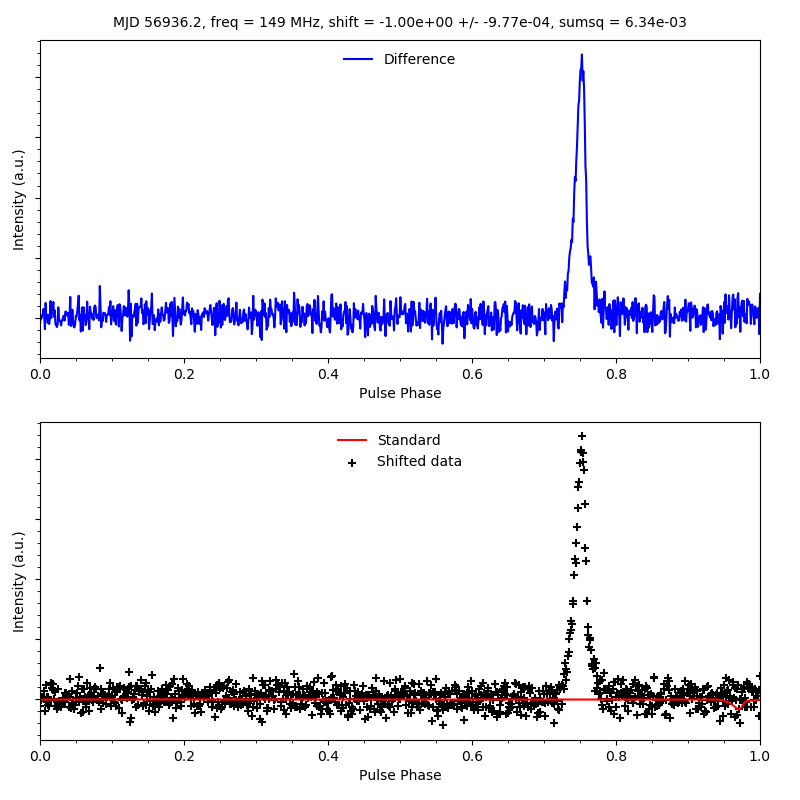 MJD 56936.2, freq = 149 MHz, shift = -1.00e+00 +/- -9.77e-04, sumsq = 6.34e-03
Difference
Intensity (a.u.)
0.0 0.2 0.4 0.6 0.8 1.0
Pulse Phase
Standard
Shifted data
Intensity (a.u.)
0.0 0.2 0.4 0.6 0.8 1.0
Pulse Phase